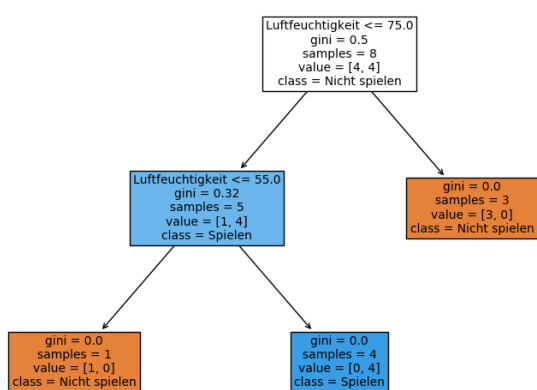 Luftfeuchtigkeit <= 75.0
gini = 0.5
samples = 8
value = [4, 4]
class = Nicht spielen
Luftfeuchtigkeit <= 55.0
gini = 0.32
samples = 5
value = [1, 4]
class = Spielen
gini = 0.0
samples = 3
value = [3, 0]
class = Nicht spielen
gini = 0.0
samples = 1
value = [1, 0]
class = Nicht spielen
gini = 0.0
samples = 4
value = [0, 4]
class = Spielen